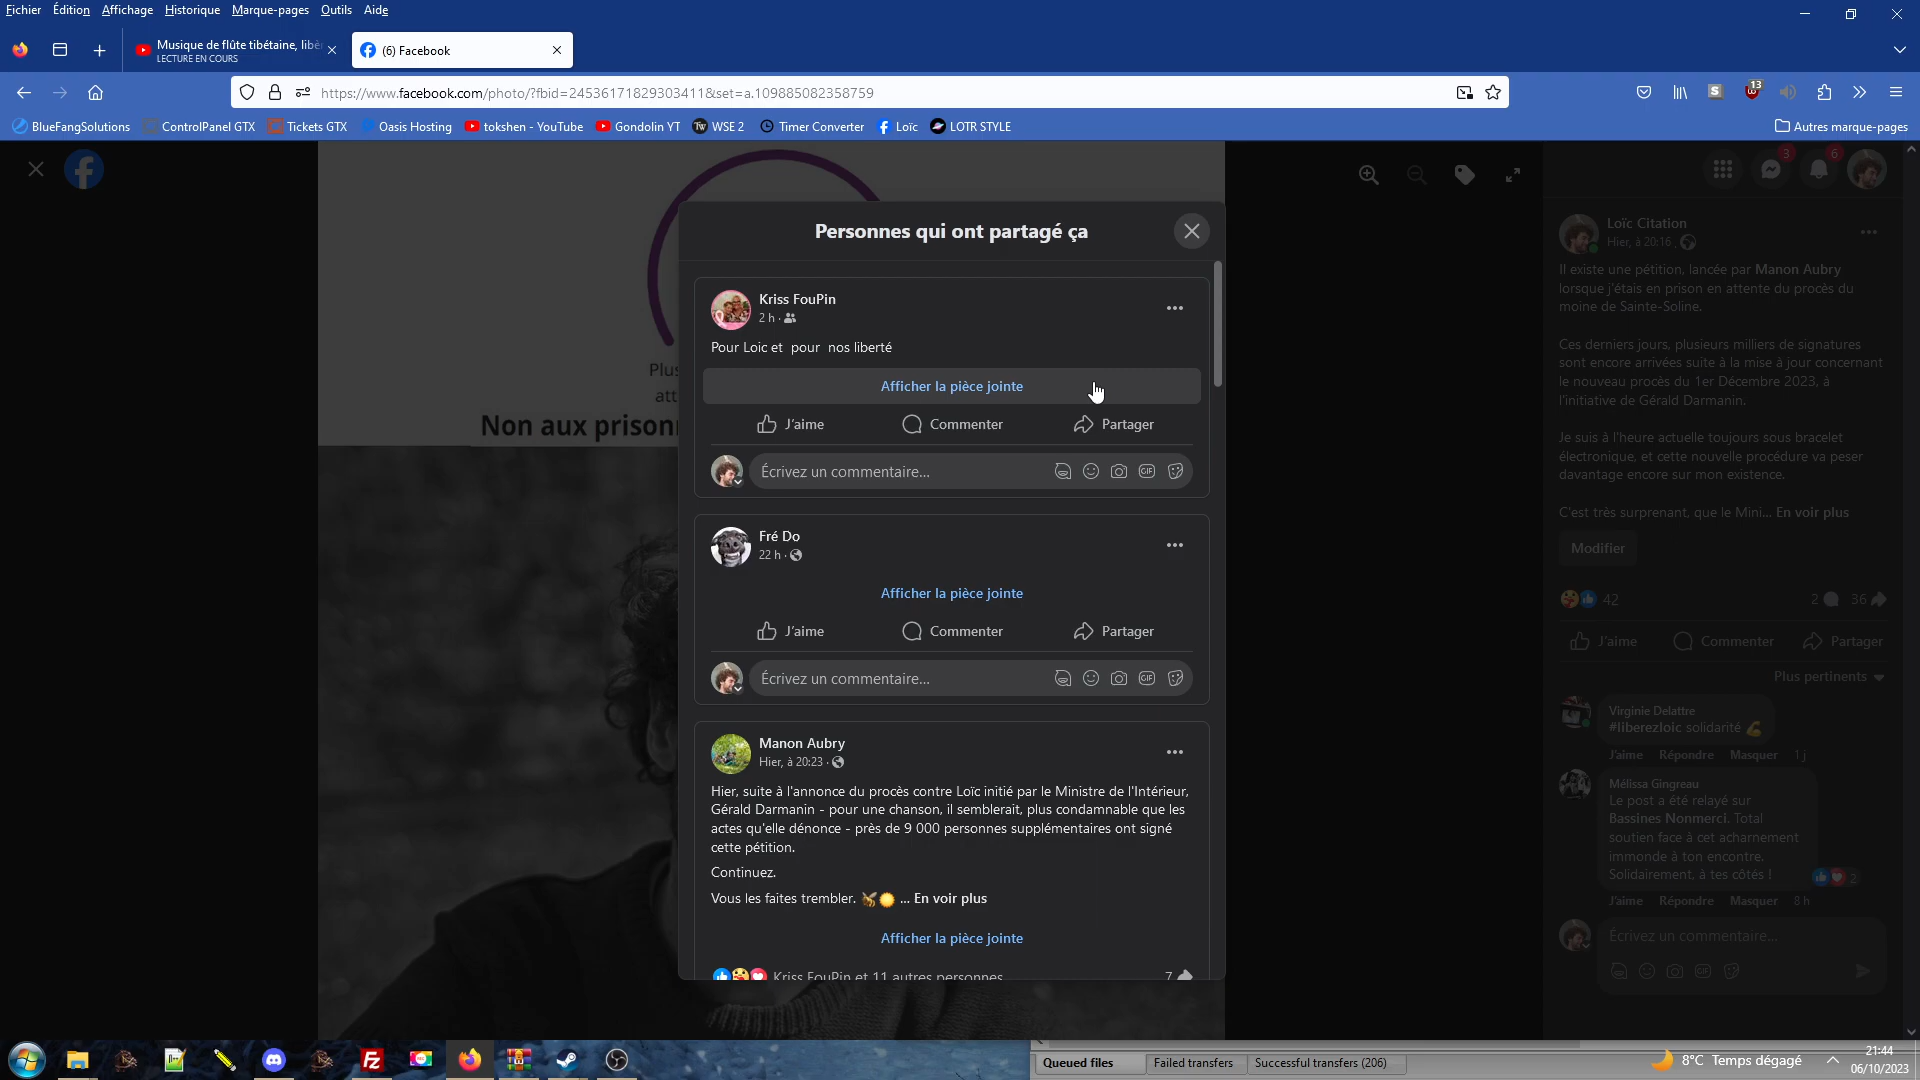 Fichier Édition Affichage Historique Marque-pages Outils Aide
Musique de flûte tibétaine, libé
LECTURE EN COURS
(6) Facebook
https://www.facebook.com/photo/?fbid=24536171829303411&set=a.109885082358759
13
BlueFangSolutions ControlPanel GTX Tickets GTX Oasis Hosting tokshen - YouTube Gondolin YT WSE 2 Timer Converter Loïc LOTR STYLE Autres marque-pages
3 6
Plus
att
Non aux prison
Personnes qui ont partagé ça
Kriss FouPin
2 h ·
Pour Loic et pour nos liberté
Afficher la pièce jointe
J'aime Commenter Partager
Écrivez un commentaire...
Fré Do
22 h ·
Afficher la pièce jointe
J'aime Commenter Partager
Écrivez un commentaire...
Manon Aubry
Hier, à 20:23 ·
Hier, suite à l'annonce du procès contre Loïc initié par le Ministre de l'Intérieur,
Gérald Darmanin - pour une chanson, il semblerait, plus condamnable que les
actes qu'elle dénonce - près de 9 000 personnes supplémentaires ont signé
cette pétition.
Continuez.
Vous les faites trembler. 🐝🌞 ... En voir plus
Afficher la pièce jointe
Kriss FouPin et 11 autres personnes 7
Loïc Citation
Hier, à 20:16 ·
Il existe une pétition, lancée par Manon Aubry
lorsque j'étais en prison en attente du procès du
moine de Sainte-Soline.
Ces derniers jours, plusieurs milliers de signatures
sont encore arrivées suite à la mise à jour concernant
le nouveau procès du 1er Décembre 2023, à
l'initiative de Gérald Darmanin.
Je suis à l'heure actuelle toujours sous bracelet
électronique, et cette nouvelle procédure va peser
davantage encore sur mon existence.
C'est très surprenant, que le Mini... En voir plus
Modifier
42 2 36
J'aime Commenter Partager
Plus pertinents
Virginie Delattre
#liberezloic solidarité 💪
J'aime Répondre Masquer 1 j
Mélissa Gingreau
Le post a été relayé sur
Bassines Nonmerci. Total
soutien face à cet acharnement
immonde à ton encontre.
Solidairement, à tes côtés !
2
J'aime Répondre Masquer 8 h
Écrivez un commentaire...
Queued files Failed transfers Successful transfers (206)
8°C Temps dégagé
21:44
06/10/2023